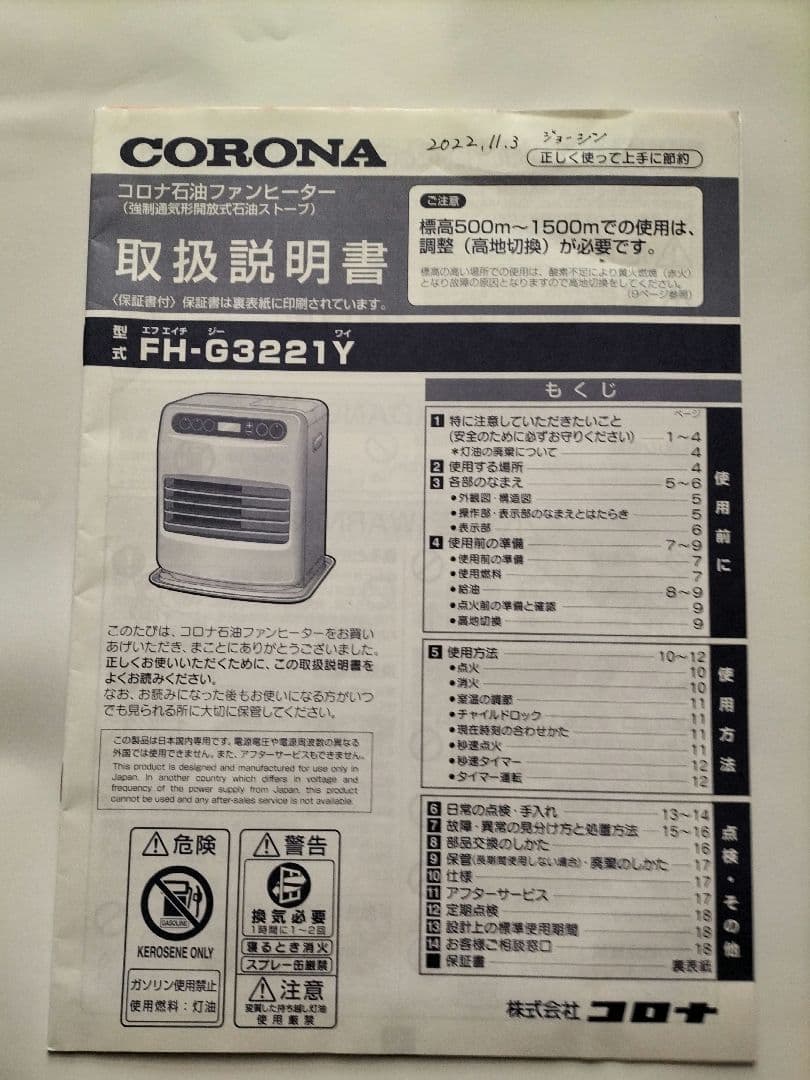 CORONA
2022.11.3 ジョーシン
正しく使って上手に節約
コロナ石油ファンヒーター
(強制通気形開放式石油ストーブ)
取扱説明書
〈保証書付〉保証書は裏表紙に印刷されています。
ご注意
標高500m～1500mでの使用は、
調整(高地切換)が必要です。
標高の高い場所での使用は、酸素不足により黄火燃焼(赤火)
となり故障の原因となりますので高地切換をしてください。
(9ページ参照)
型式 FH-G3221Y
エフ エイチ ジー ワイ
もくじ
ページ
使用前に
1 特に注意していただきたいこと
(安全のために必ずお守りください) 1～4
＊灯油の廃棄について 4
2 使用する場所 4
3 各部のなまえ 5～6
●外観図・構造図 5
●操作部・表示部のなまえとはたらき 5
●表示部 6
4 使用前の準備 7～9
●使用前の準備 7
●使用燃料 7
●給油 8～9
●点火前の準備と確認 9
●高地切換 9
使用方法
5 使用方法 10～12
●点火 10
●消火 10
●室温の調節 11
●チャイルドロック 11
●現在時刻の合わせかた 11
●秒速点火 11
●秒速タイマー 12
●タイマー運転 12
点検・その他
6 日常の点検・手入れ 13～14
7 故障・異常の見分け方と処置方法 15～16
8 部品交換のしかた 16
9 保管(長期間使用しない場合)・廃棄のしかた 17
10 仕様 17
11 アフターサービス 17
12 定期点検 18
13 設計上の標準使用期間 18
14 お客様ご相談窓口 18
■ 保証書 裏表紙
このたびは、コロナ石油ファンヒーターをお買い
あげいただき、まことにありがとうございました。
正しくお使いいただくために、この取扱説明書を
よくお読みください。
なお、お読みになった後もお使いになる方がいつ
でも見られる所に大切に保管してください。
この製品は日本国内専用です。電源電圧や電源周波数の異なる
外国では使用できません。また、アフターサービスもできません。
This product is designed and manufactured for use only in
Japan. In another country which differs in voltage and
frequency of the power supply from Japan, this product
cannot be used and any after-sales service is not available.
危険
GASOLINE
KEROSENE ONLY
ガソリン使用禁止
使用燃料：灯油
警告
換気必要
1時間に1～2回
寝るとき消火
スプレー缶厳禁
注意
変質した持ち越し灯油
使用厳禁
株式会社 コロナ